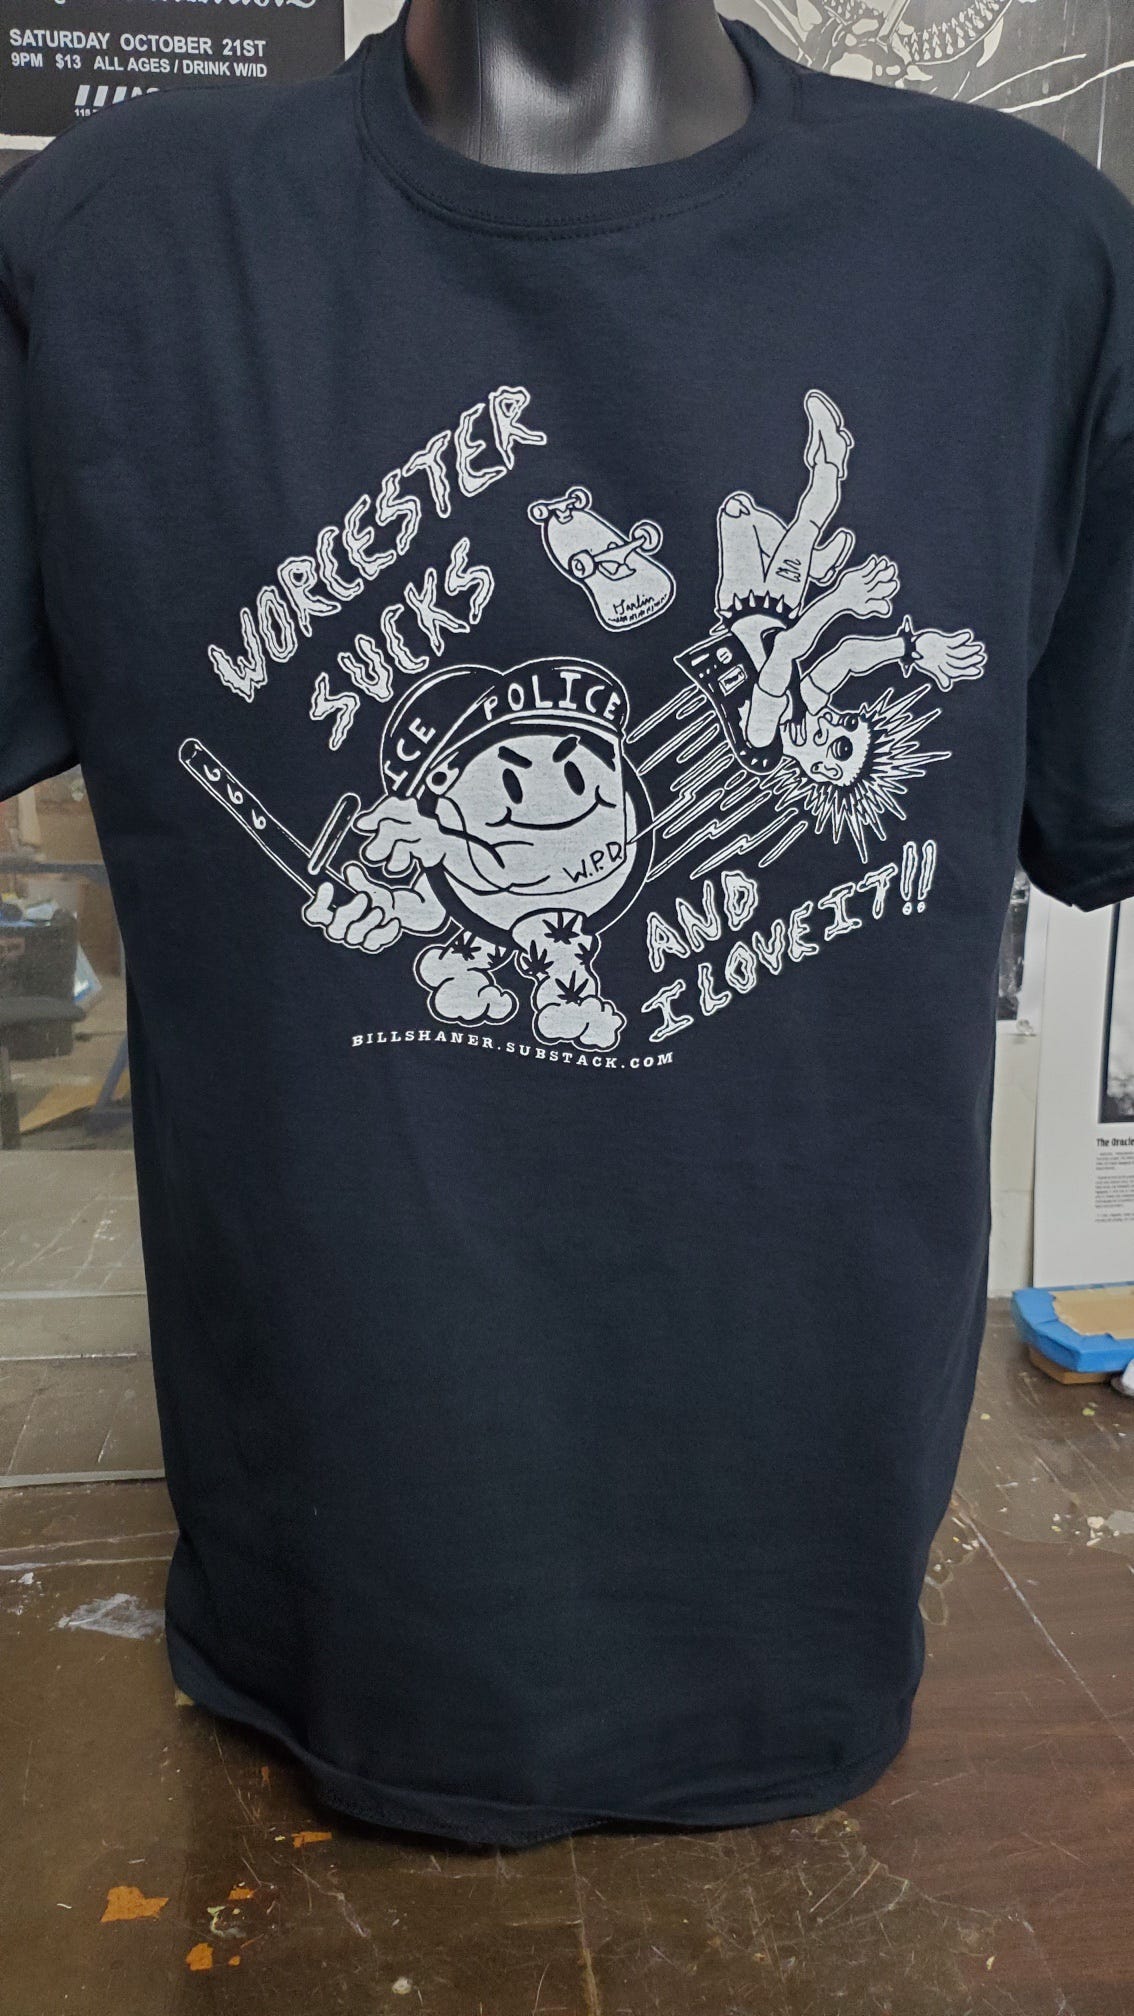 SATURDAY OCTOBER 21ST
9PM $13 ALL AGES / DRINK W/ID
WORCESTER
SUCKS
POLICE
ICE
666
W.P.D.
AND
I LOVE IT!!
BILLSHANER.SUBSTACK.COM
The Oracle